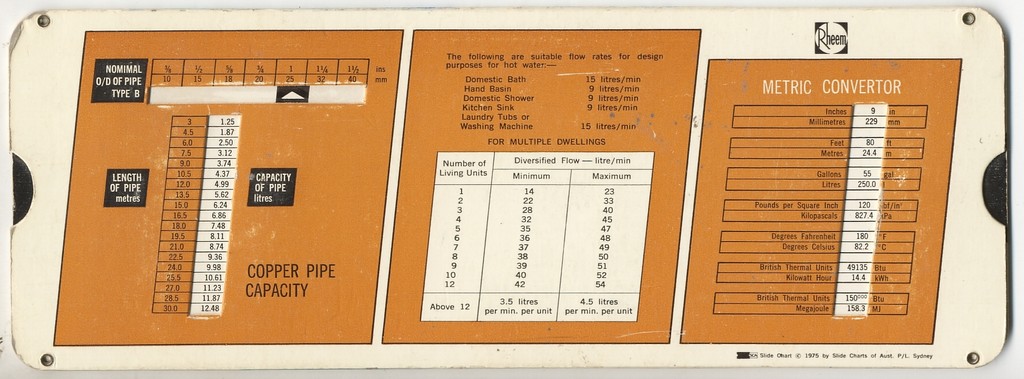 NOMINAL
O/D OF PIPE
TYPE B
3/8 1/2 5/8 3/4 1 1 1/4 1 1/2 ins
10 15 18 20 25 32 40 mm
LENGTH
OF PIPE
metres
CAPACITY
OF PIPE
litres
3 1.25
4.5 1.87
6.0 2.50
7.5 3.12
9.0 3.74
10.5 4.37
12.0 4.99
13.5 5.62
15.0 6.24
16.5 6.86
18.0 7.48
19.5 8.11
21.0 8.74
22.5 9.36
24.0 9.98
25.5 10.61
27.0 11.23
28.5 11.87
30.0 12.48
COPPER PIPE
CAPACITY
The following are suitable flow rates for design
purposes for hot water:—
Domestic Bath 15 litres/min
Hand Basin 9 litres/min
Domestic Shower 9 litres/min
Kitchen Sink 9 litres/min
Laundry Tubs or
Washing Machine 15 litres/min
FOR MULTIPLE DWELLINGS
Number of
Living Units
Diversified Flow — litre/min
Minimum Maximum
1 14 23
2 22 33
3 28 40
4 32 45
5 35 47
6 36 48
7 37 49
8 38 50
9 39 51
10 40 52
12 42 54
Above 12
3.5 litres
per min. per unit
4.5 litres
per min. per unit
Rheem
METRIC CONVERTOR
Inches 9 in
Millimetres 229 mm
Feet 80 ft
Metres 24.4 m
Gallons 55 gal
Litres 250.0 l
Pounds per Square Inch 120 bf/in²
Kilopascals 827.4 kPa
Degrees Fahrenheit 180 °F
Degrees Celsius 82.2 °C
British Thermal Units 49135 Btu
Kilowatt Hour 14.4 kWh
British Thermal Units 150000 Btu
Megajoule 158.3 MJ
Slide Chart © 1975 by Slide Charts of Aust. P/L. Sydney